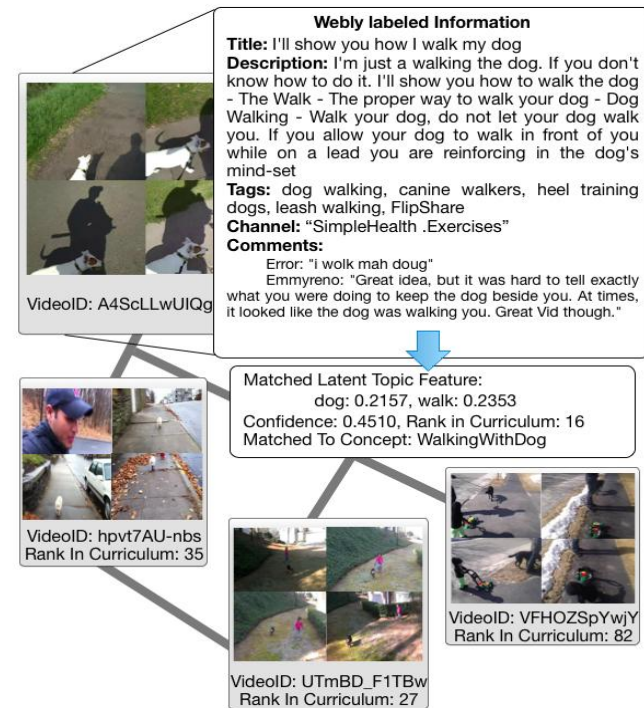 Webly labeled Information
Title: I'll show you how I walk my dog
Description: I'm just a walking the dog. If you don't
know how to do it. I'll show you how to walk the dog
- The Walk - The proper way to walk your dog - Dog
Walking - Walk your dog, do not let your dog walk
you. If you allow your dog to walk in front of you
while on a lead you are reinforcing in the dog's
mind-set
Tags: dog walking, canine walkers, heel training
dogs, leash walking, FlipShare
Channel: “SimpleHealth .Exercises”
Comments:
Error: "i wolk mah doug"
Emmyreno: "Great idea, but it was hard to tell exactly
what you were doing to keep the dog beside you. At times,
it looked like the dog was walking you. Great Vid though."
VideoID: A4ScLLwUIQg
Matched Latent Topic Feature:
dog: 0.2157, walk: 0.2353
Confidence: 0.4510, Rank in Curriculum: 16
Matched To Concept: WalkingWithDog
VideoID: hpvt7AU-nbs
Rank In Curriculum: 35
VideoID: VFHOZSpYwjY
Rank In Curriculum: 82
VideoID: UTmBD_F1TBw
Rank In Curriculum: 27